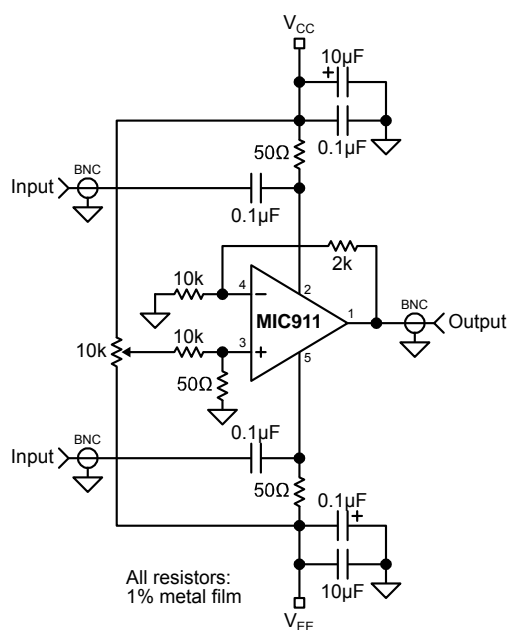 VCC
10µF
+
0.1µF
50Ω
BNC
Input
0.1µF
2k
10k
4
−
2
MIC911
1
BNC
Output
10k
10k
3
+
5
50Ω
BNC
0.1µF
Input
50Ω
0.1µF
+
10µF
All resistors:
1% metal film
VEE